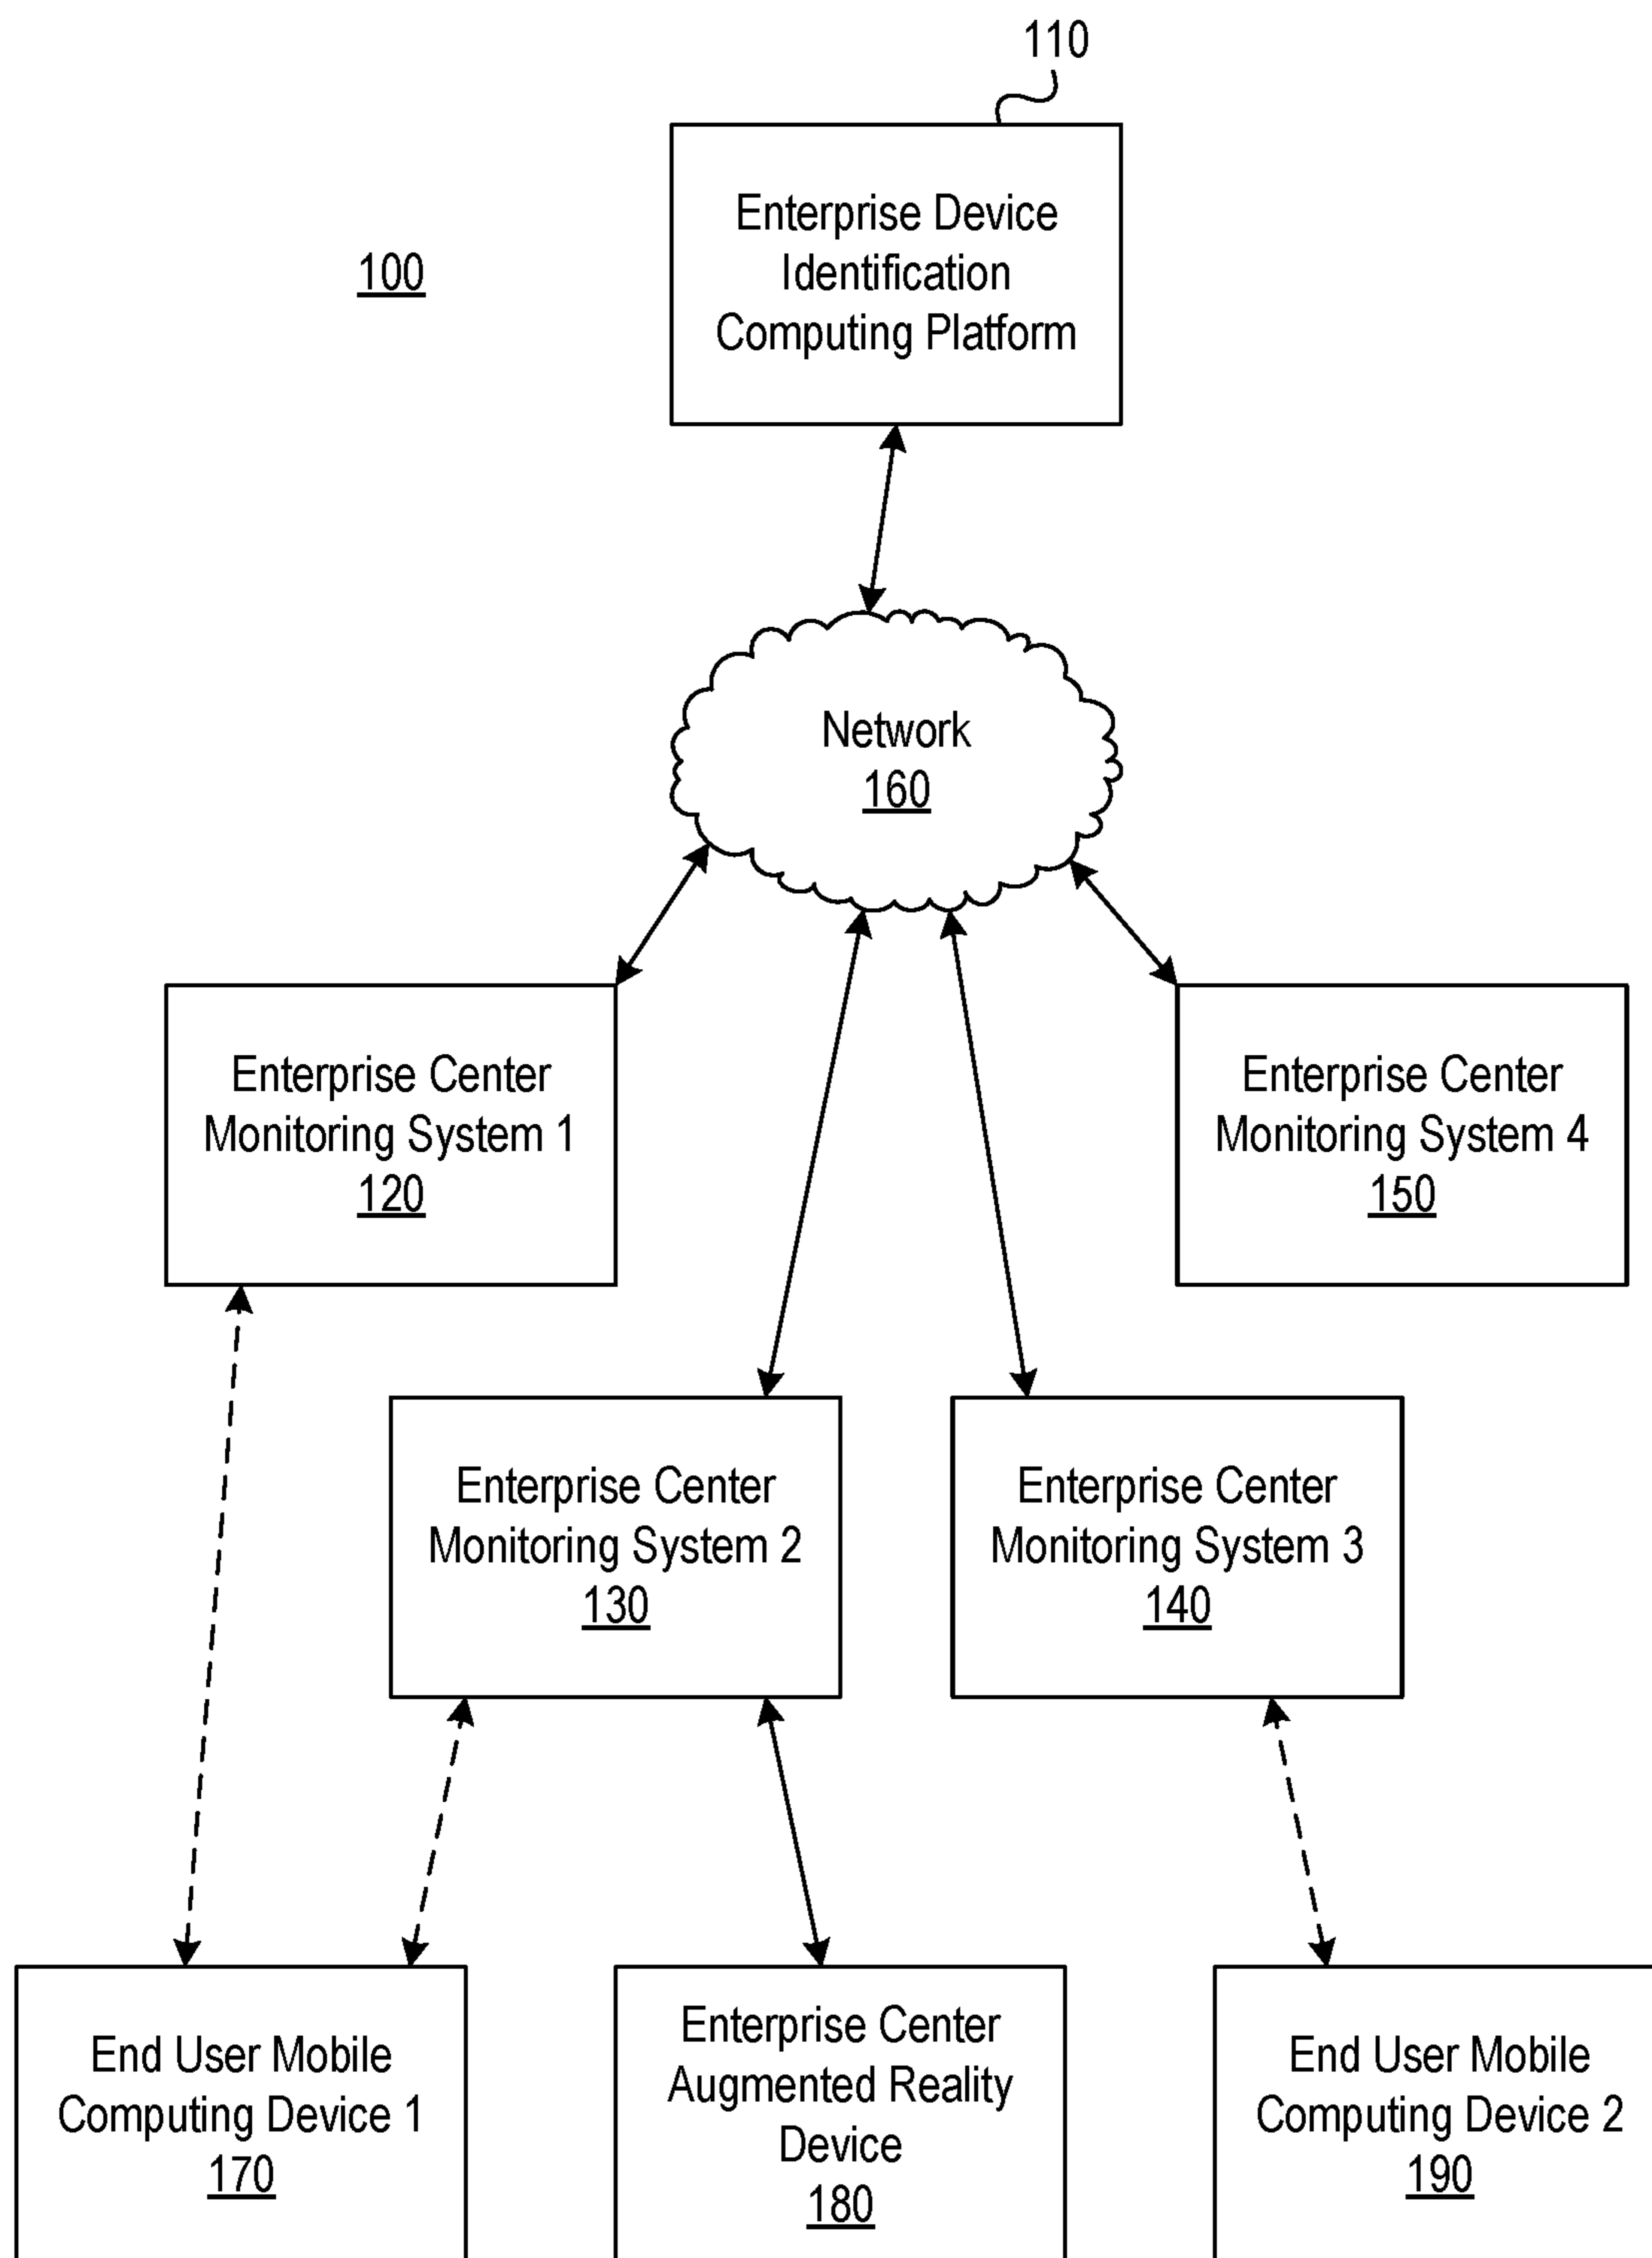 110
Enterprise Device
Identification
Computing Platform
100
Network
160
Enterprise Center
Monitoring System 1
120
Enterprise Center
Monitoring System 4
150
Enterprise Center
Monitoring System 2
130
Enterprise Center
Monitoring System 3
140
End User Mobile
Computing Device 1
170
Enterprise Center
Augmented Reality
Device
180
End User Mobile
Computing Device 2
190